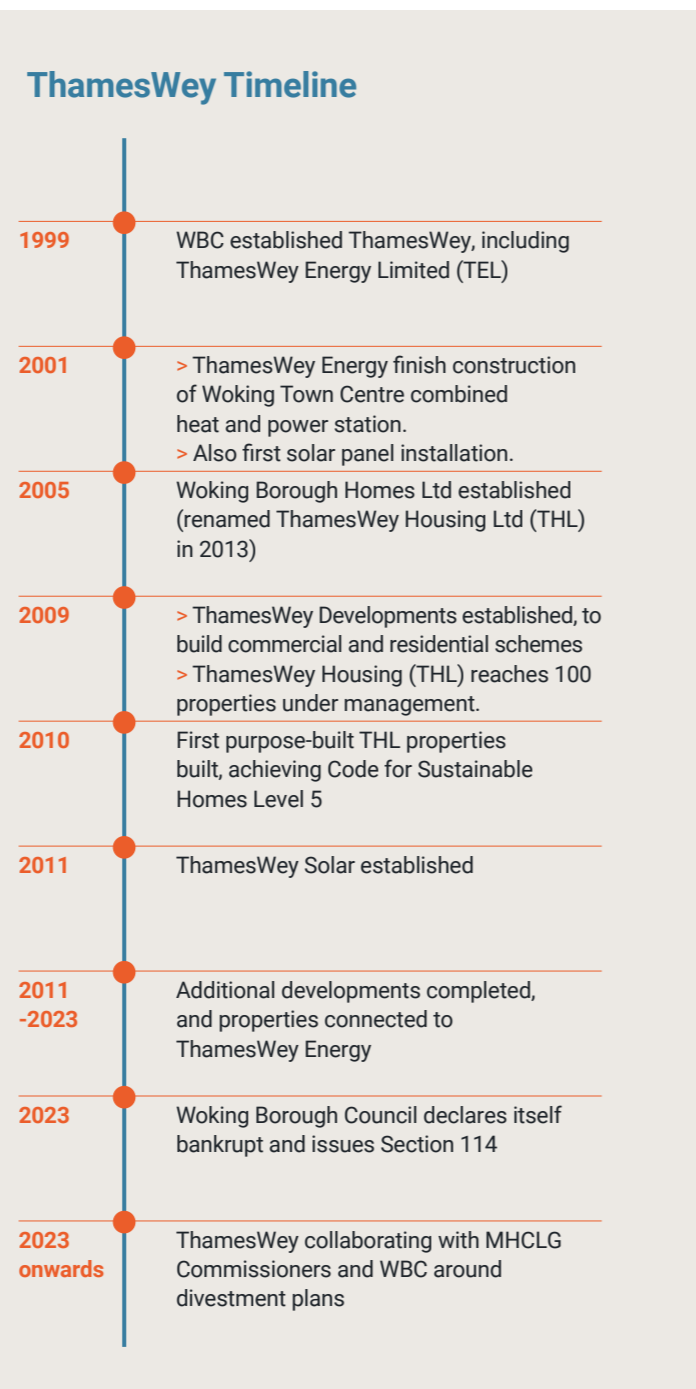 ThamesWey Timeline
1999
WBC established ThamesWey, including
ThamesWey Energy Limited (TEL)
2001
> ThamesWey Energy finish construction
of Woking Town Centre combined
heat and power station.
> Also first solar panel installation.
2005
Woking Borough Homes Ltd established
(renamed ThamesWey Housing Ltd (THL)
in 2013)
2009
> ThamesWey Developments established, to
build commercial and residential schemes
> ThamesWey Housing (THL) reaches 100
properties under management.
2010
First purpose-built THL properties
built, achieving Code for Sustainable
Homes Level 5
2011
ThamesWey Solar established
2011
-2023
Additional developments completed,
and properties connected to
ThamesWey Energy
2023
Woking Borough Council declares itself
bankrupt and issues Section 114
2023
onwards
ThamesWey collaborating with MHCLG
Commissioners and WBC around
divestment plans